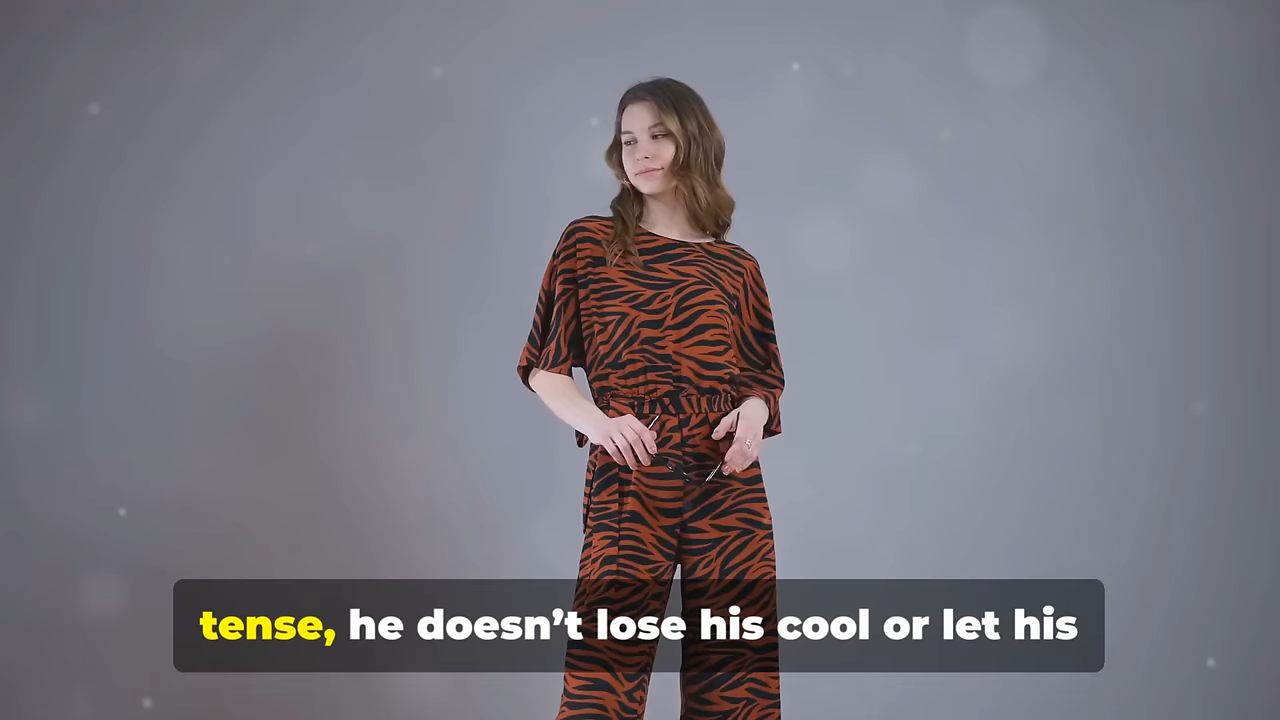 tense, he doesn’t lose his cool or let his